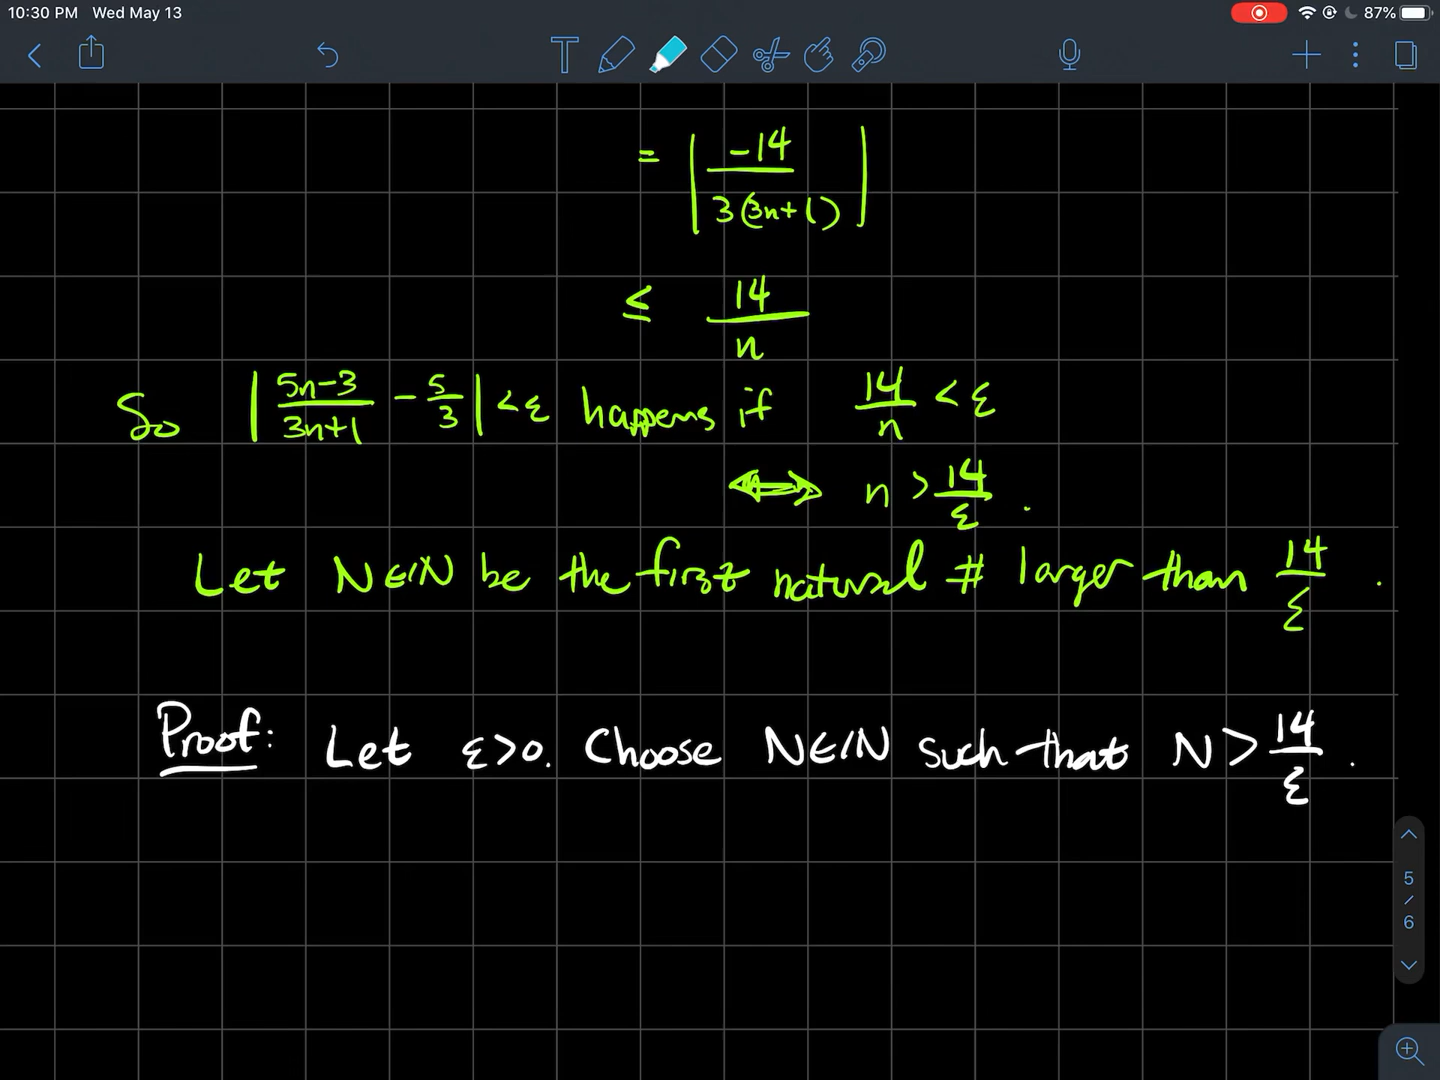 10:30 PM Wed May 13 87%
T
= | -14 / 3(3n+1) |
≤ 14 / n
So | 5n-3 / 3n+1 - 5/3 | < ε happens if 14/n < ε
⟺ n > 14/ε .
Let N∈ℕ be the first natural # larger than 14/ε .
Proof: Let ε>0. Choose N∈ℕ such that N > 14/ε .
5
/
6